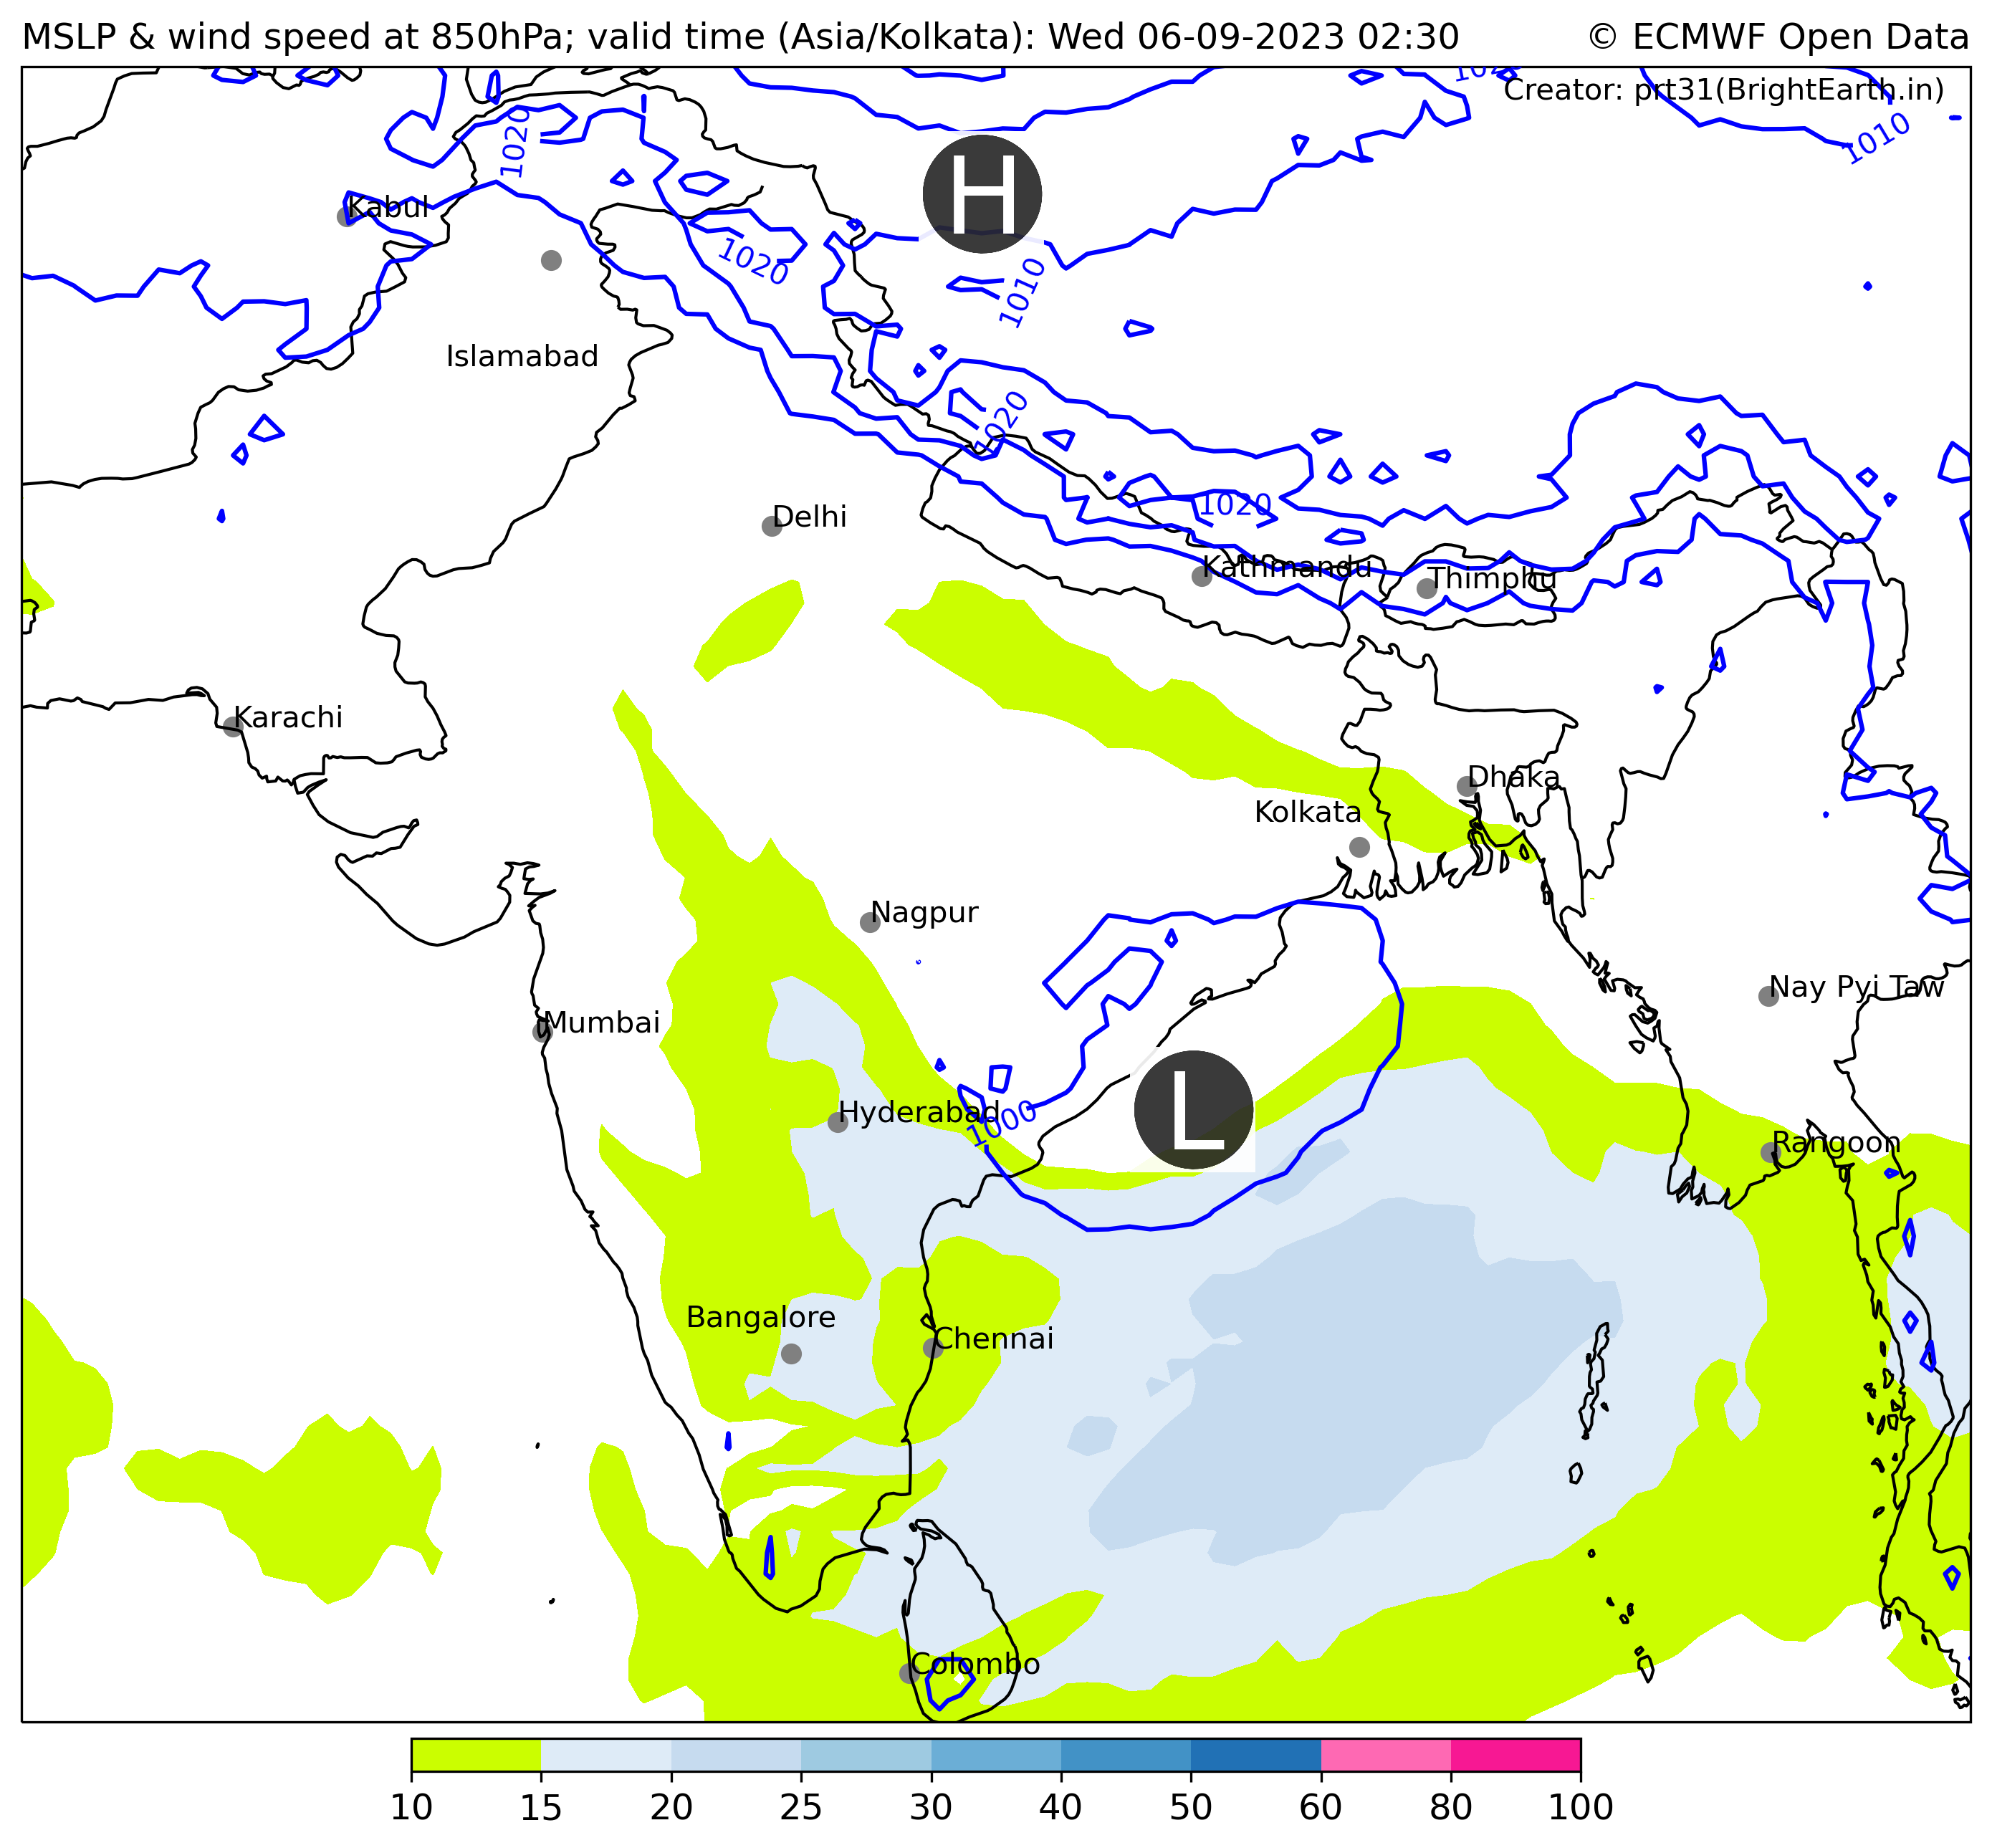 MSLP & wind speed at 850hPa; valid time (Asia/Kolkata): Wed 06-09-2023 02:30
© ECMWF Open Data
Creator: prt31(BrightEarth.in)
1020
1010
1020
H
Kabul
1020
1010
Islamabad
1020
1020
Delhi
Kathmandu
Thimphu
Karachi
Dhaka
Kolkata
Nagpur
Nay Pyi Taw
Mumbai
Hyderabad
1000
L
Rangoon
Bangalore
Chennai
Colombo
10 15 20 25 30 40 50 60 80 100